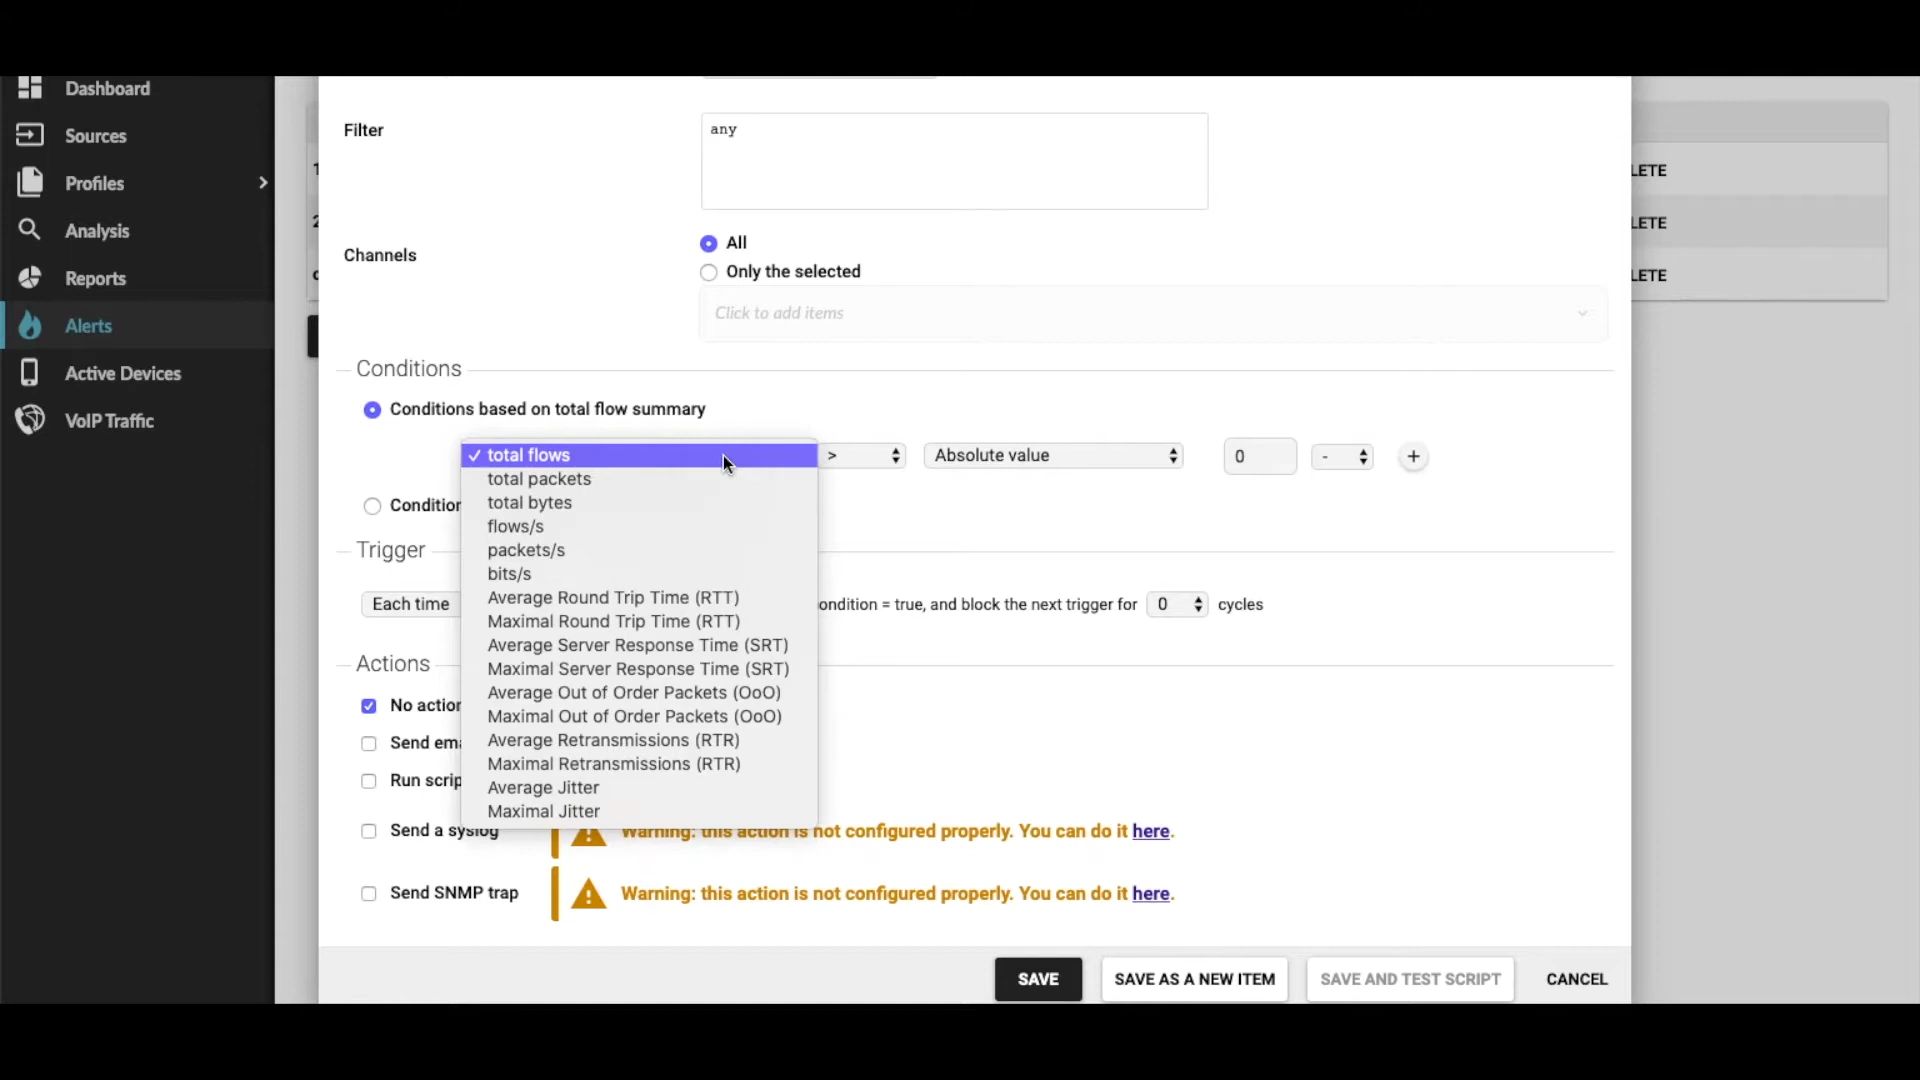 Dashboard
Sources
Profiles
Analysis
Reports
Alerts
Active Devices
VoIP Traffic
Filter
any
Channels
All
Only the selected
Click to add items
Conditions
Conditions based on total flow summary
✓ total flows
total packets
total bytes
flows/s
packets/s
bits/s
Average Round Trip Time (RTT)
Maximal Round Trip Time (RTT)
Average Server Response Time (SRT)
Maximal Server Response Time (SRT)
Average Out of Order Packets (OoO)
Maximal Out of Order Packets (OoO)
Average Retransmissions (RTR)
Maximal Retransmissions (RTR)
Average Jitter
Maximal Jitter
> Absolute value 0 - +
Condition
Trigger
Each time ondition = true, and block the next trigger for 0 cycles
Actions
No action
Send ema
Run scrip
Send a syslog Warning: this action is not configured properly. You can do it here.
Send SNMP trap Warning: this action is not configured properly. You can do it here.
SAVE SAVE AS A NEW ITEM SAVE AND TEST SCRIPT CANCEL
LETE
LETE
LETE